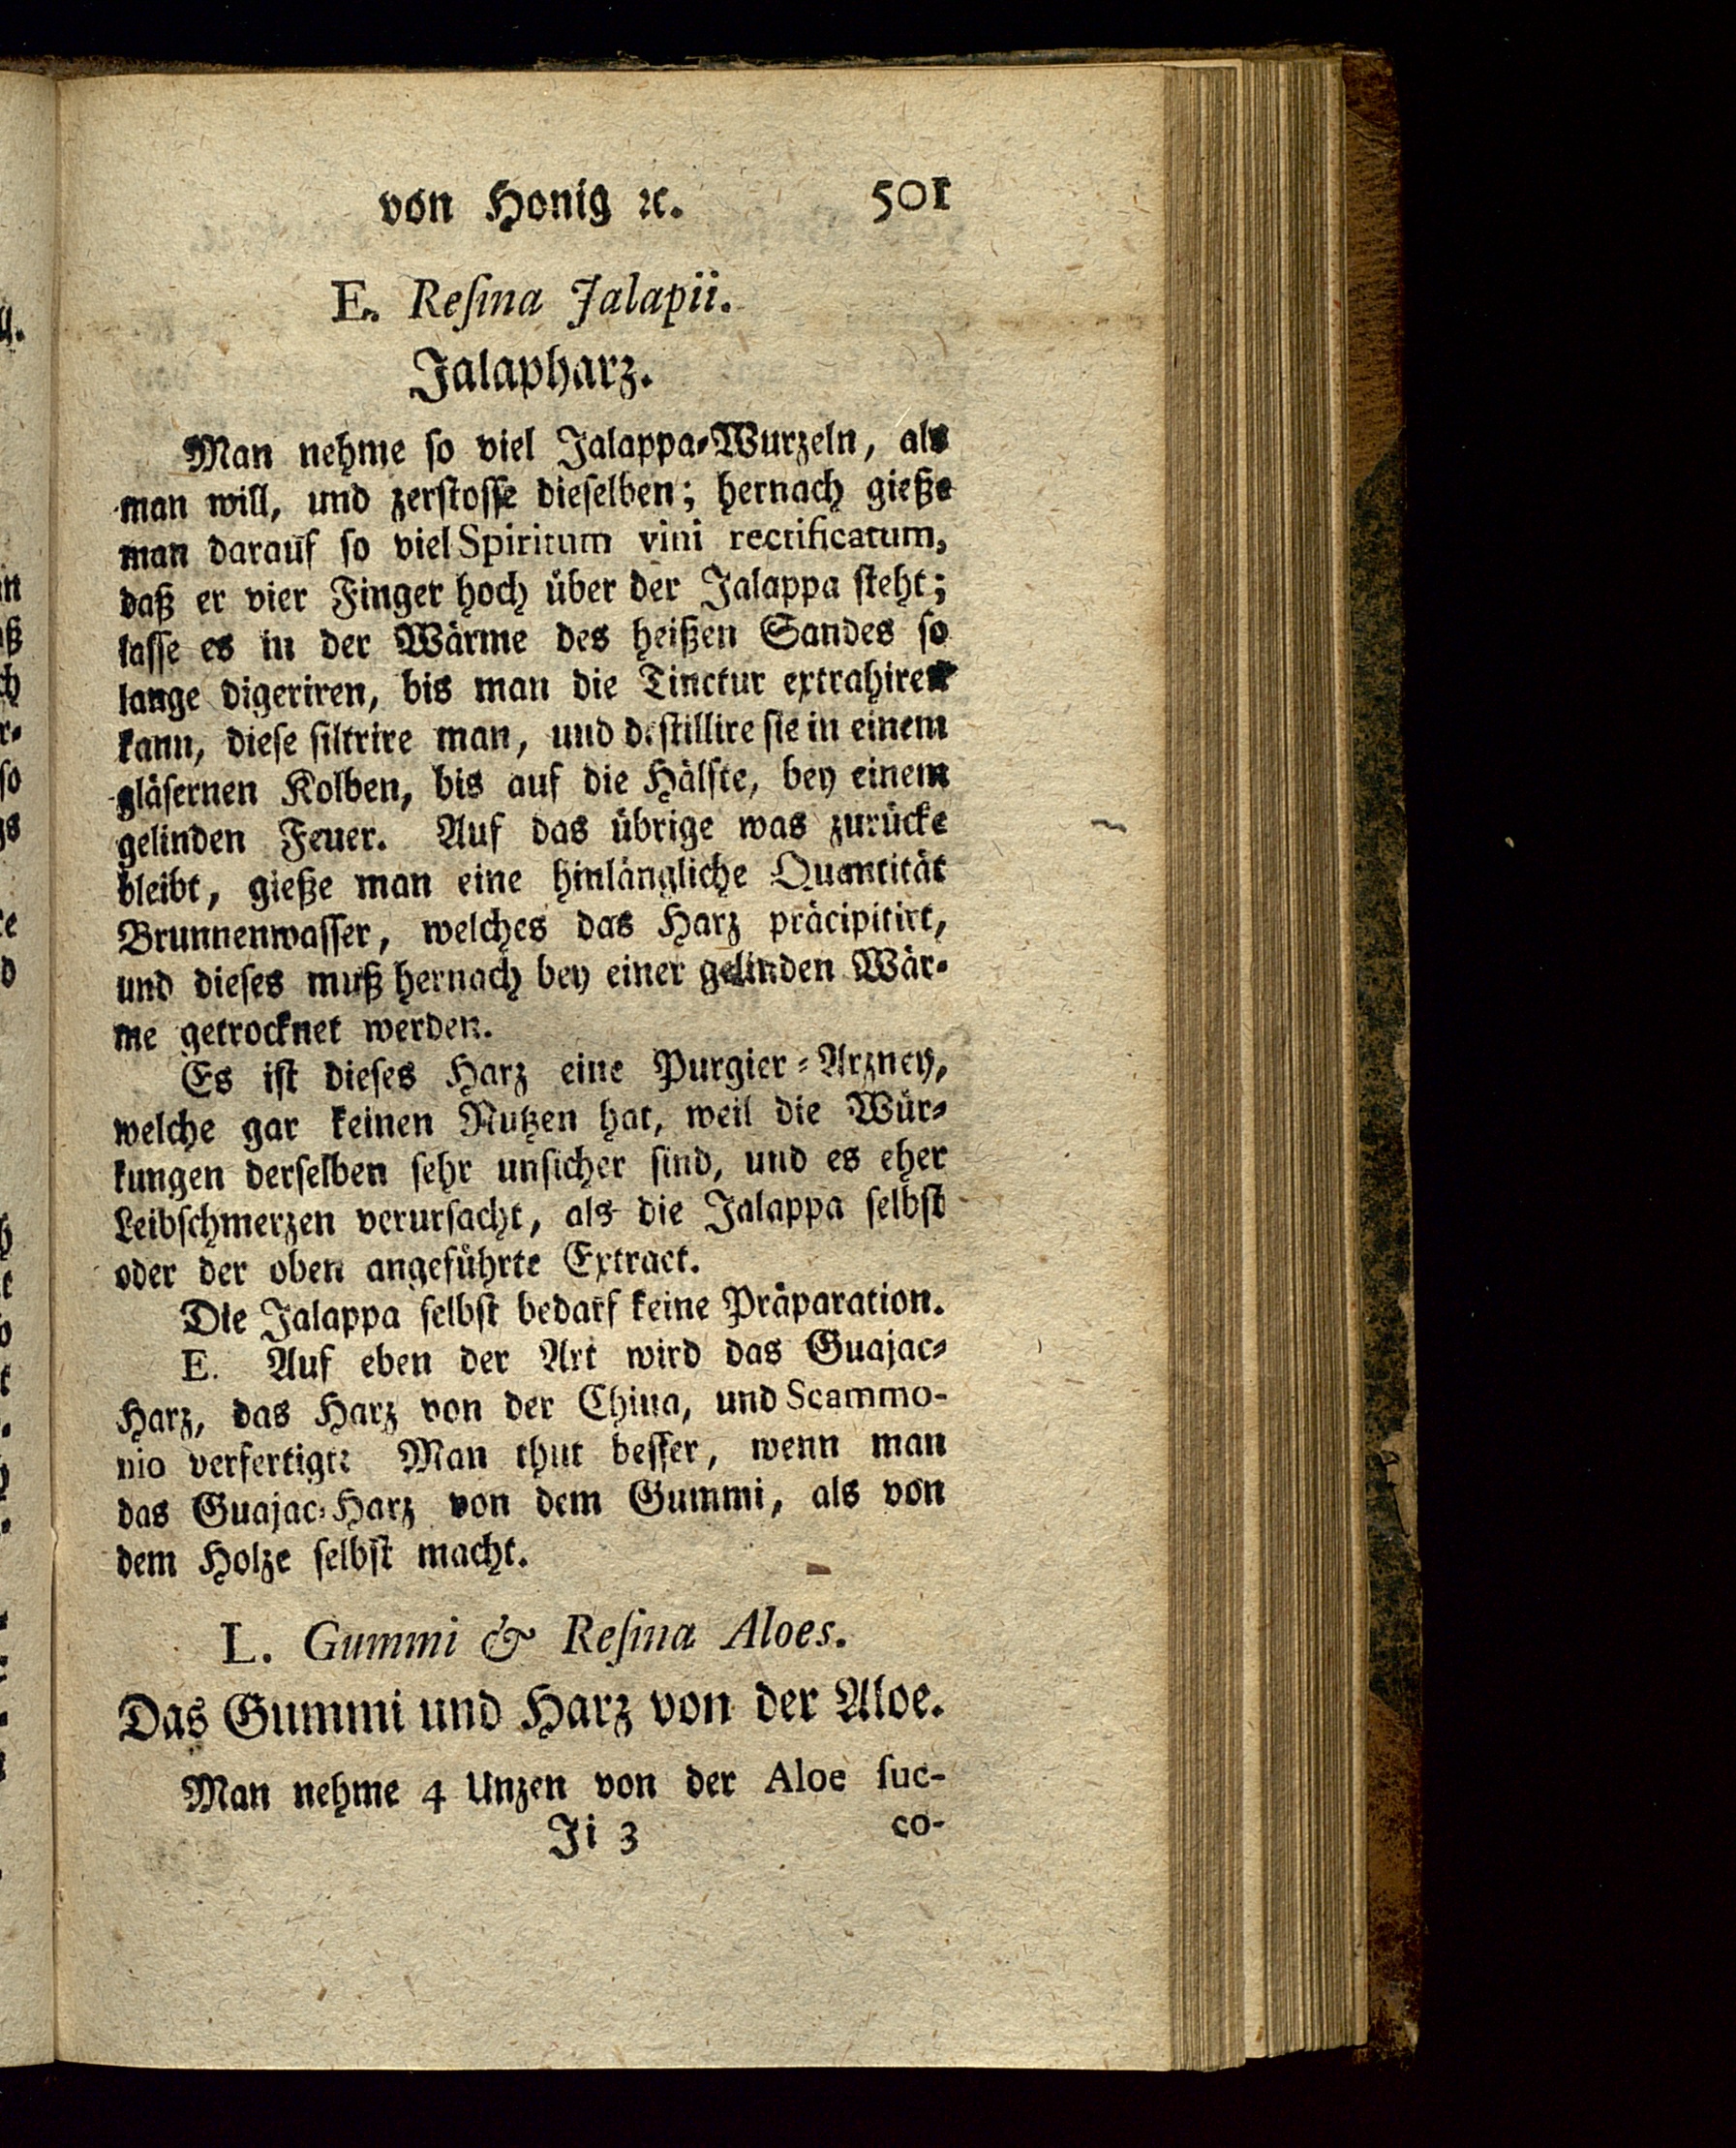 von Honig ꝛc. 501
E. Reſina Jalapii.
Jalapharz.
Man nehme ſo viel Jalappa-Wurzeln, als
man will, und zerſtoſſe dieſelben; hernach gieße
man darauf ſo viel Spiritum vini rectificatum,
daß er vier Finger hoch über der Jalappa ſteht;
laſſe es in der Wärme des heißen Sandes ſo
lange digeriren, bis man die Tinctur extrahiren
kann, dieſe filtrire man, und deſtillire ſie in einem
gläſernen Kolben, bis auf die Hälfte, bey einem
gelinden Feuer. Auf das übrige was zurücke
bleibt, gieße man eine hinlängliche Quantität
Brunnenwaſſer, welches das Harz präcipitirt,
und dieſes muß hernach bey einer gelinden Wär-
me getrocknet werden.
Es iſt dieſes Harz eine Purgier-Arzney,
welche gar keinen Nutzen hat, weil die Wür-
kungen derſelben ſehr unſicher ſind, und es eher
Leibſchmerzen verurſacht, als die Jalappa ſelbſt
oder der oben angeführte Extract.
Die Jalappa ſelbſt bedarf keine Präparation.
E. Auf eben der Art wird das Guajac-
Harz, das Harz von der China, und Scammo-
nio verfertigt: Man thut beſſer, wenn man
das Guajac-Harz von dem Gummi, als von
dem Holze ſelbſt macht.
L. Gummi & Reſina Aloes.
Das Gummi und Harz von der Aloe.
Man nehme 4 Unzen von der Aloe ſuc-
Ji 3 co-